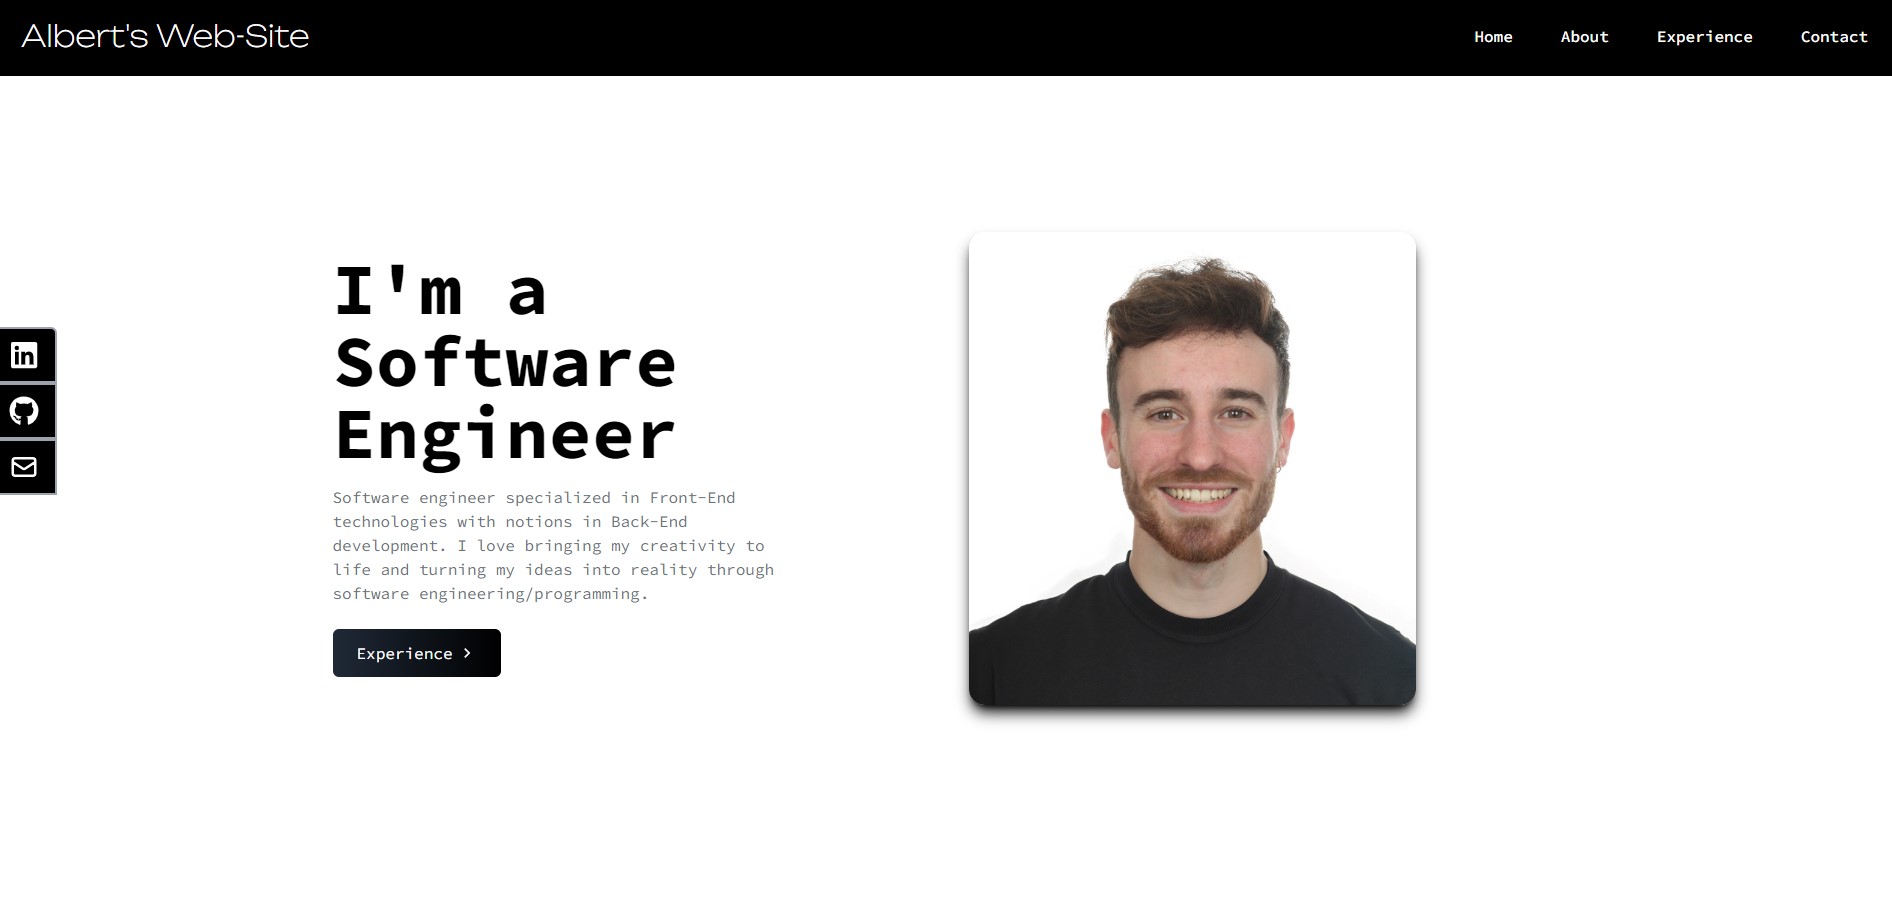 Albert's Web-Site
Home About Experience Contact
I'm a
Software
Engineer
Software engineer specialized in Front-End
technologies with notions in Back-End
development. I love bringing my creativity to
life and turning my ideas into reality through
software engineering/programming.
Experience >
in